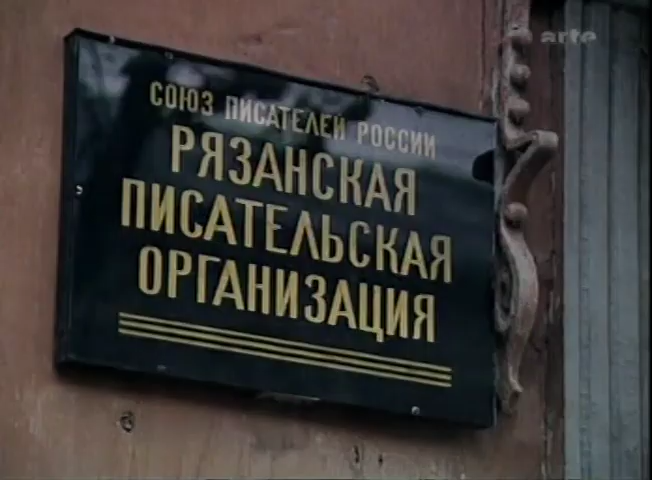 arte
СОЮЗ ПИСАТЕЛЕЙ РОССИИ
РЯЗАНСКАЯ
ПИСАТЕЛЬСКАЯ
ОРГАНИЗАЦИЯ